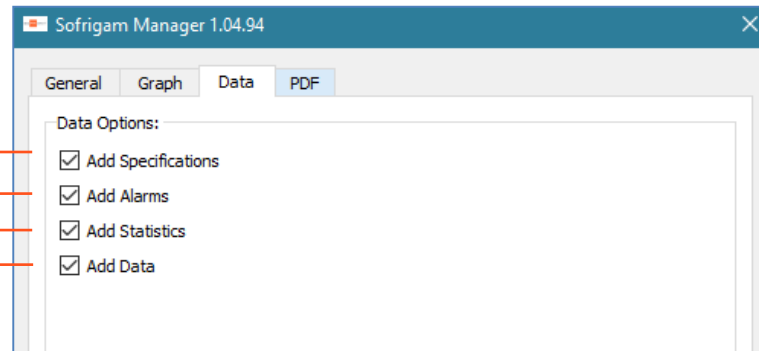 Sofrigam Manager 1.04.94
General Graph Data PDF
Data Options:
Add Specifications
Add Alarms
Add Statistics
Add Data